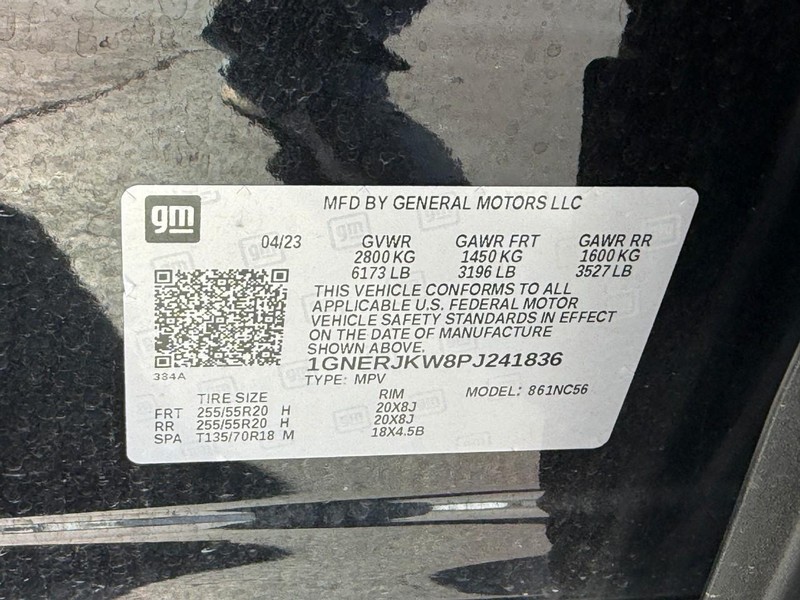 gm
MFD BY GENERAL MOTORS LLC
04/23 GVWR GAWR FRT GAWR RR
2800 KG 1450 KG 1600 KG
6173 LB 3196 LB 3527 LB
THIS VEHICLE CONFORMS TO ALL
APPLICABLE U.S. FEDERAL MOTOR
VEHICLE SAFETY STANDARDS IN EFFECT
ON THE DATE OF MANUFACTURE
SHOWN ABOVE.
384A
1GNERJKW8PJ241836
TYPE: MPV MODEL: 861NC56
TIRE SIZE RIM
FRT 255/55R20 H 20X8J
RR 255/55R20 H 20X8J
SPA T135/70R18 M 18X4.5B